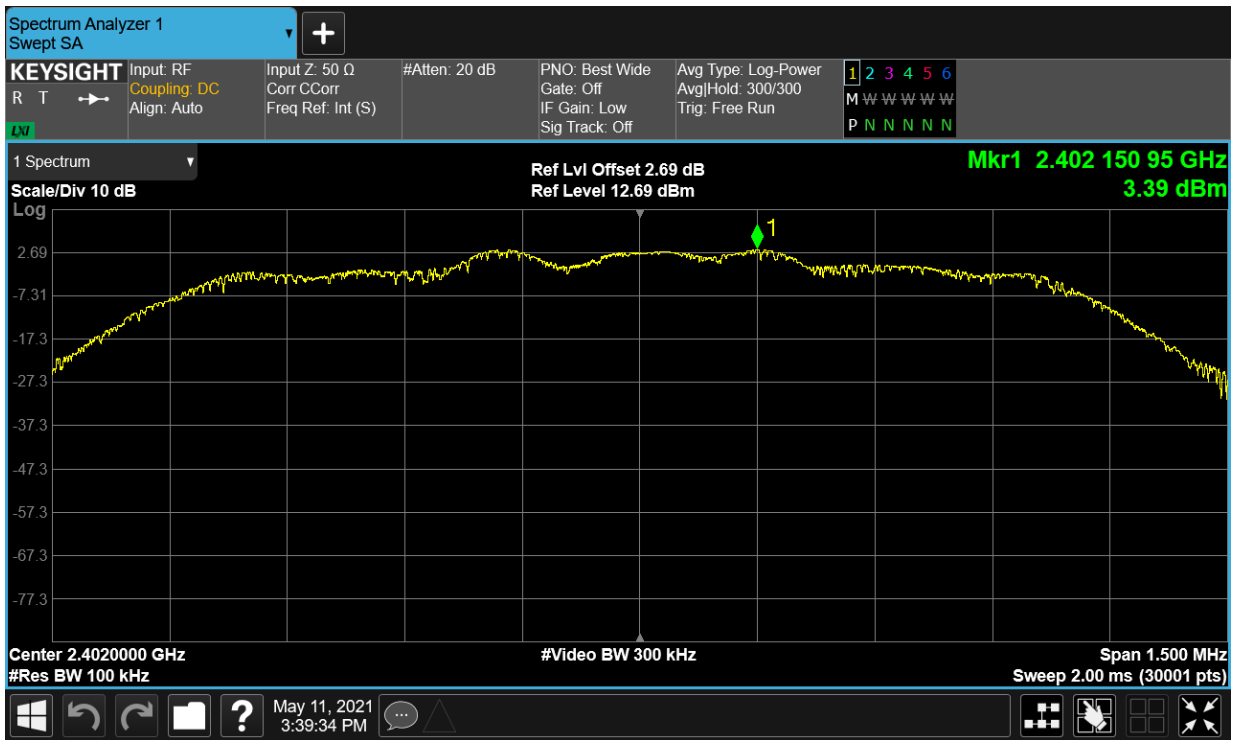 Spectrum Analyzer 1
Swept SA
KEYSIGHT
R T
LXI
Input: RF
Coupling: DC
Align: Auto
Input Z: 50 Ω
Corr CCorr
Freq Ref: Int (S)
#Atten: 20 dB
PNO: Best Wide
Gate: Off
IF Gain: Low
Sig Track: Off
Avg Type: Log-Power
Avg|Hold: 300/300
Trig: Free Run
1 2 3 4 5 6
M W W W W W
P N N N N N
1 Spectrum
Scale/Div 10 dB
Log
Ref Lvl Offset 2.69 dB
Ref Level 12.69 dBm
Mkr1 2.402 150 95 GHz
3.39 dBm
1
2.69
-7.31
-17.3
-27.3
-37.3
-47.3
-57.3
-67.3
-77.3
Center 2.4020000 GHz
#Res BW 100 kHz
#Video BW 300 kHz
Span 1.500 MHz
Sweep 2.00 ms (30001 pts)
?
May 11, 2021
3:39:34 PM